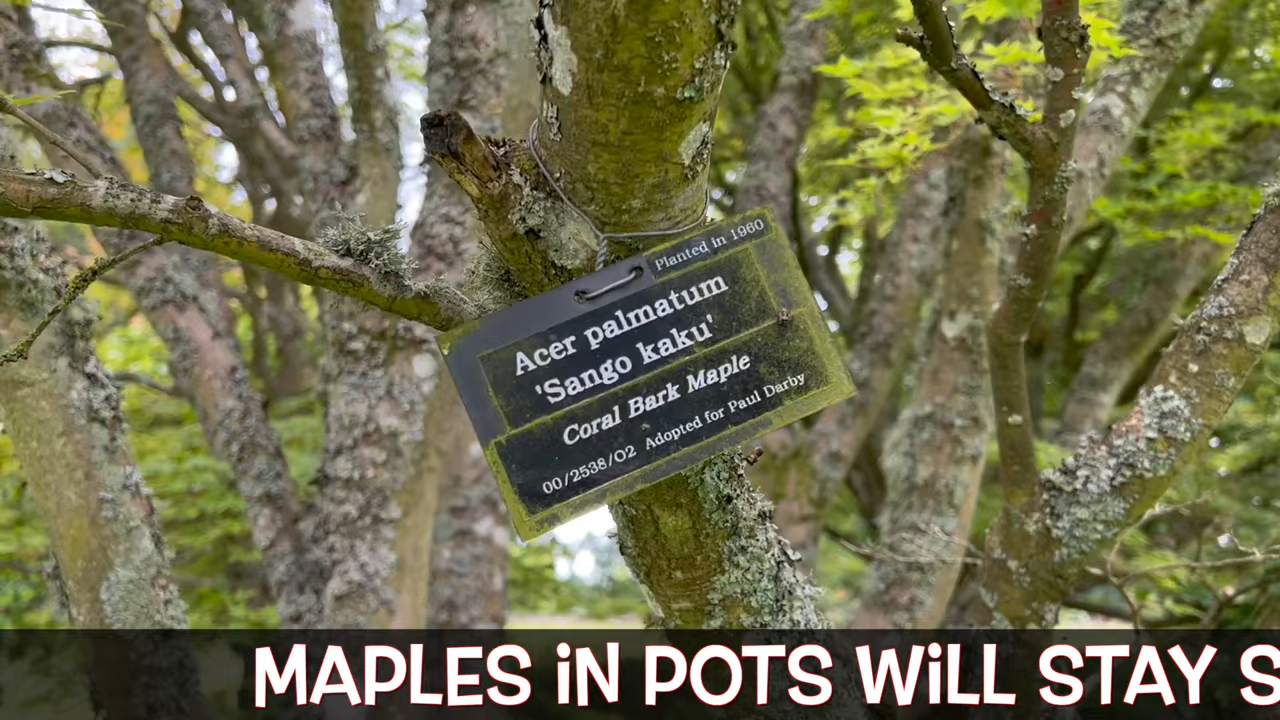 Planted in 1960
Acer palmatum
'Sango kaku'
Coral Bark Maple
00/2538/02 Adopted for Paul Darby
MAPLES iN POTS WiLL STAY S